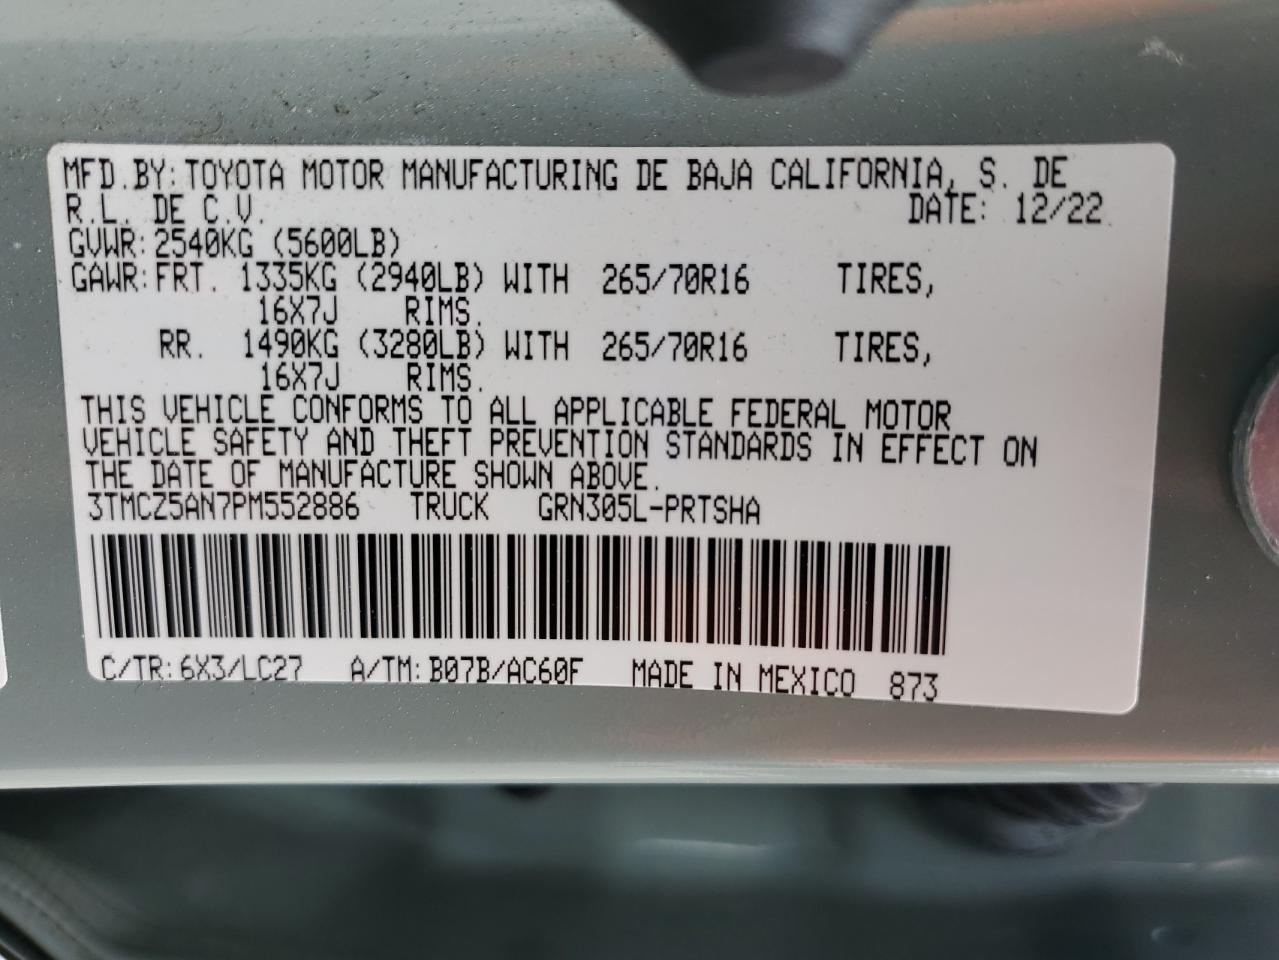 MFD.BY: TOYOTA MOTOR MANUFACTURING DE BAJA CALIFORNIA, S. DE
R.L. DE C.V. DATE: 12/22
GVWR: 2540KG (5600LB)
GAWR: FRT. 1335KG (2940LB) WITH 265/70R16 TIRES,
16X7J RIMS.
RR. 1490KG (3280LB) WITH 265/70R16 TIRES,
16X7J RIMS.
THIS VEHICLE CONFORMS TO ALL APPLICABLE FEDERAL MOTOR
VEHICLE SAFETY AND THEFT PREVENTION STANDARDS IN EFFECT ON
THE DATE OF MANUFACTURE SHOWN ABOVE.
3TMCZ5AN7PM552886 TRUCK GRN305L-PRTSHA
C/TR: 6X3/LC27 A/TM: B07B/AC60F MADE IN MEXICO 873